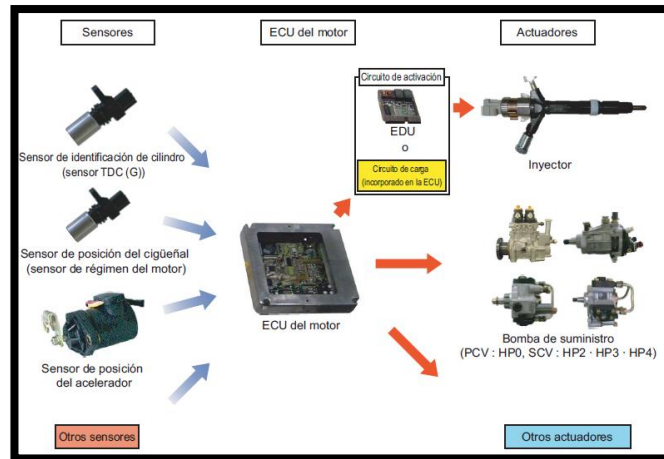 Sensores
ECU del motor
Actuadores
Circuito de activación
EDU
o
Circuito de carga
(incorporado en la ECU)
Inyector
Sensor de identificación de cilindro
(sensor TDC (G))
Sensor de posición del cigüeñal
(sensor de régimen del motor)
ECU del motor
Bomba de suministro
(PCV : HP0, SCV : HP2 · HP3 · HP4)
Sensor de posición
del acelerador
Otros sensores
Otros actuadores